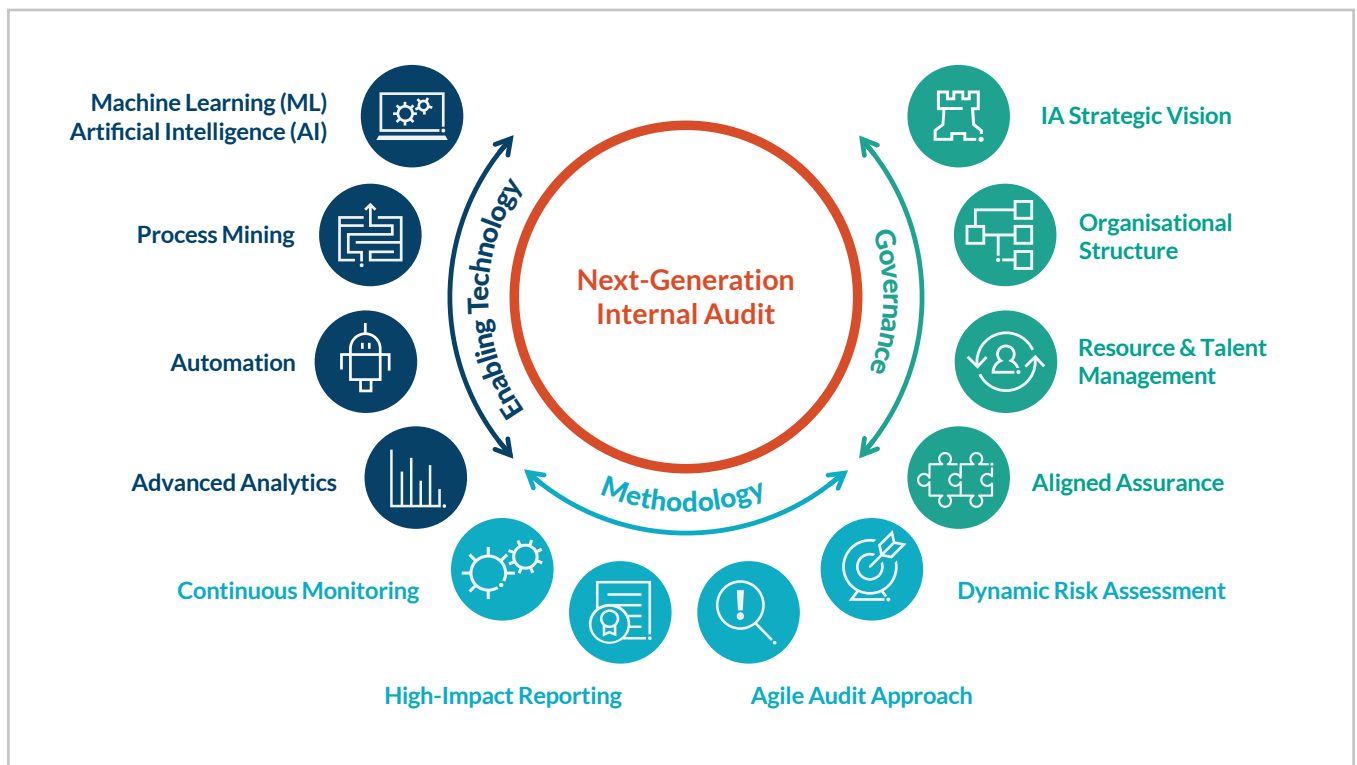 Machine Learning (ML)
Artificial Intelligence (AI)
Process Mining
Automation
Advanced Analytics
Enabling Technology
Next-Generation
Internal Audit
Governance
IA Strategic Vision
Organisational
Structure
Resource & Talent
Management
Aligned Assurance
Methodology
Continuous Monitoring
High-Impact Reporting
Agile Audit Approach
Dynamic Risk Assessment